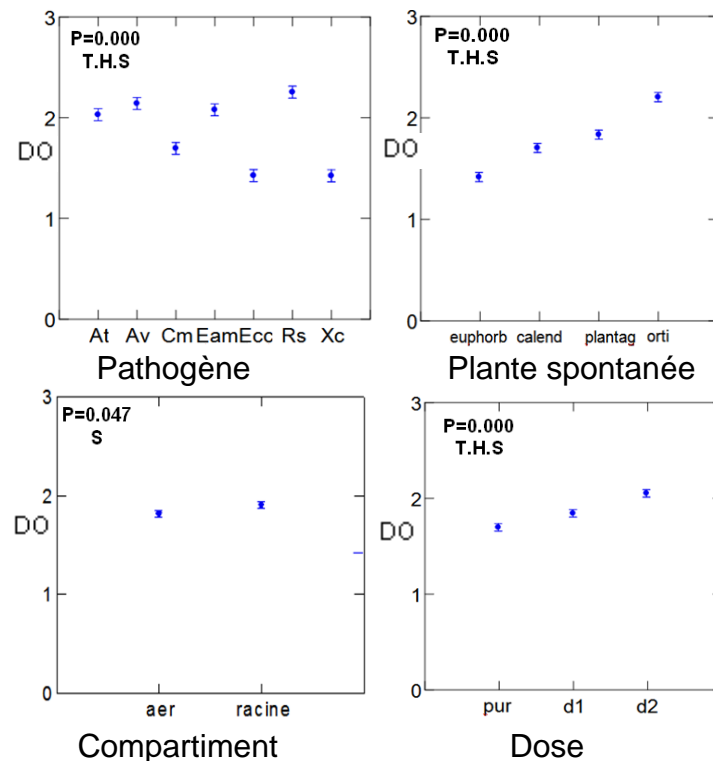 3
P=0.000
T.H.S
2
DO
1
0
At Av Cm Eam Ecc Rs Xc
Pathogène
3
P=0.000
T.H.S
2
DO
1
0
euphorb calend plantag orti
Plante spontanée
3
P=0.047
S
2
DO
1
0
aer racine
Compartiment
3
P=0.000
T.H.S
2
DO
1
0
pur d1 d2
Dose